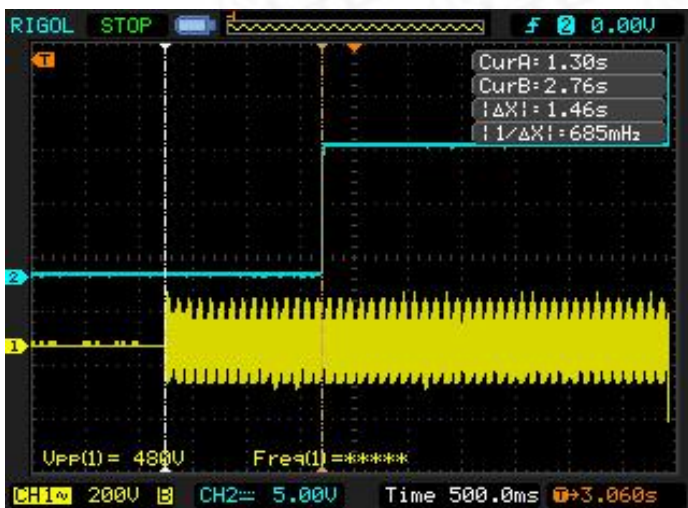 RIGOL STOP T f 2 0.00V
T
CurA: 1.30s
CurB: 2.76s
|ΔX|: 1.46s
|1/ΔX|: 685mHz
2
1
Vpp(1)= 480V Freq(1)=*****
CH1~ 200V B CH2 5.00V Time 500.0ms T→3.060s